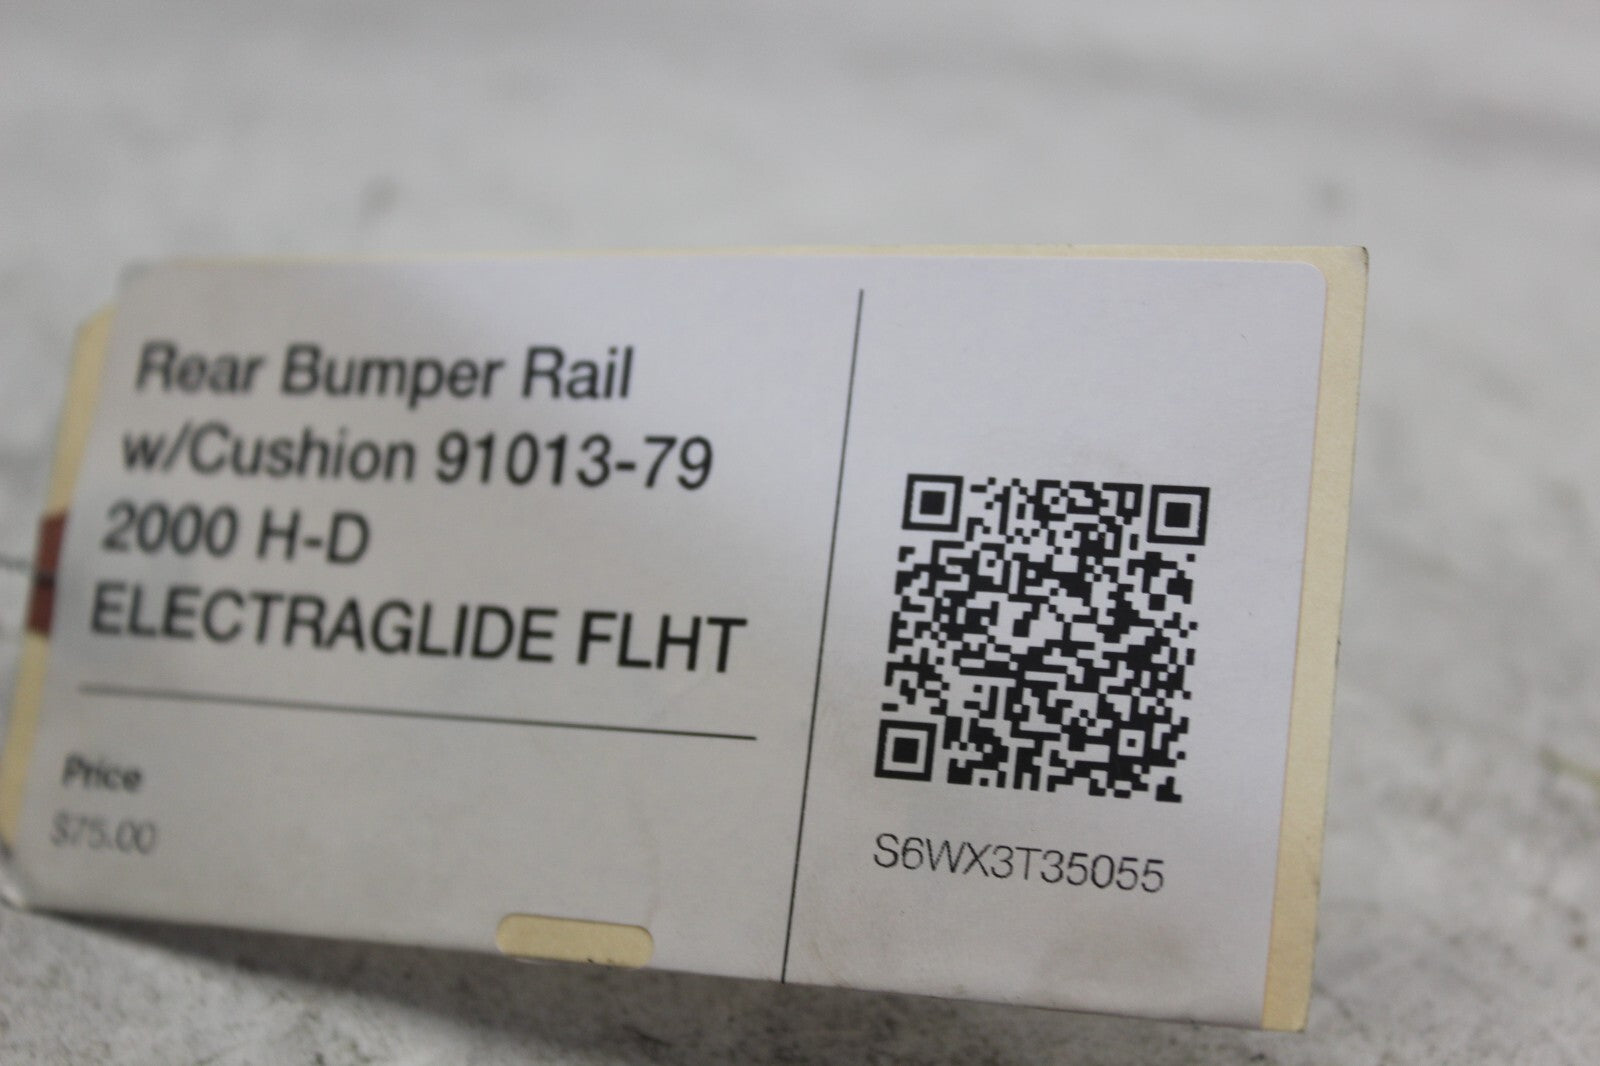 Rear Bumper Rail
w/Cushion 91013-79
2000 H-D
ELECTRAGLIDE FLHT
Price
$75.00
S6WX3T35055